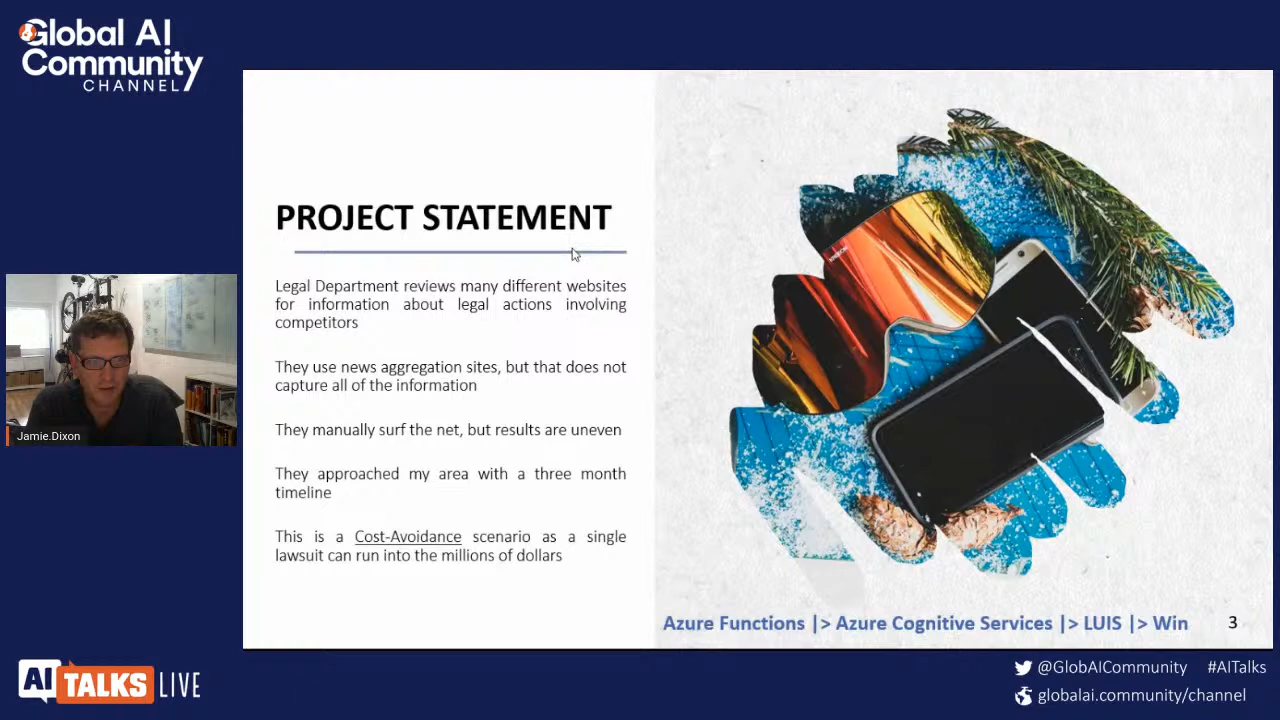 Global AI
Community
CHANNEL
PROJECT STATEMENT
Legal Department reviews many different websites
for information about legal actions involving
competitors
They use news aggregation sites, but that does not
capture all of the information
They manually surf the net, but results are uneven
They approached my area with a three month
timeline
This is a Cost-Avoidance scenario as a single
lawsuit can run into the millions of dollars
Jamie.Dixon
Azure Functions |> Azure Cognitive Services |> LUIS |> Win
3
AI TALKS LIVE
@GlobAICommunity #AITalks
globalai.community/channel